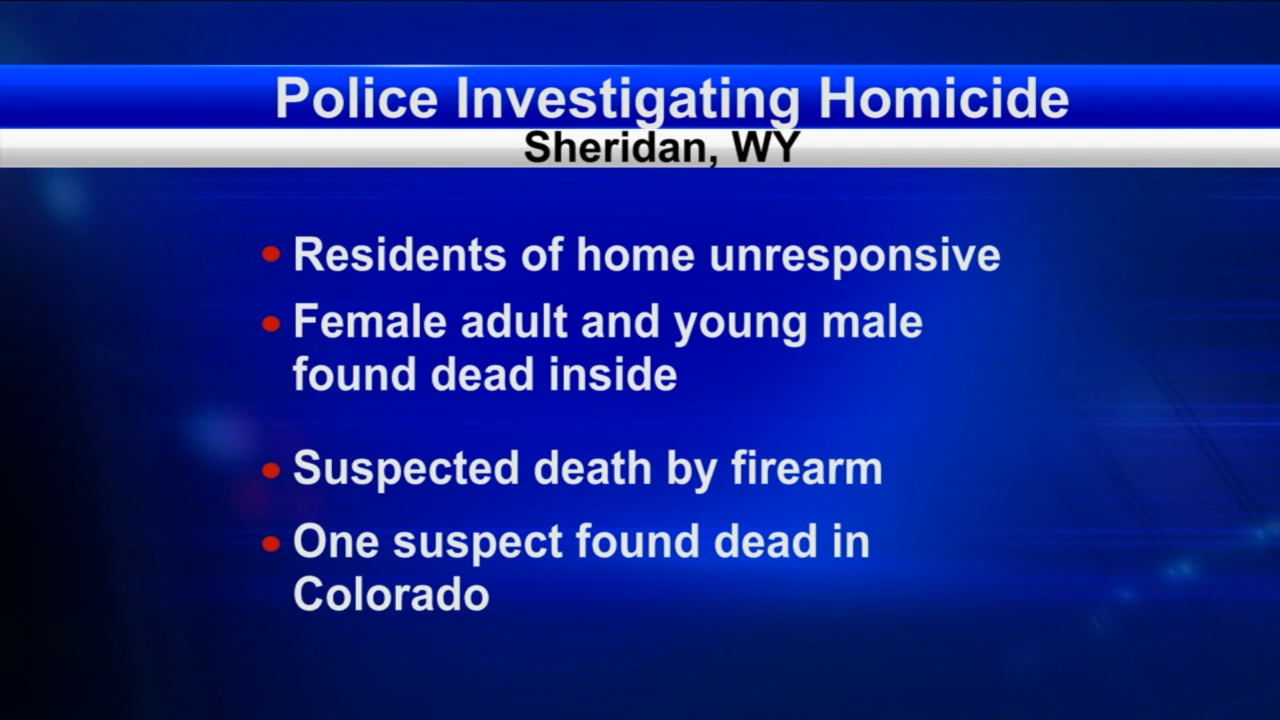 Police Investigating Homicide
Sheridan, WY
• Residents of home unresponsive
• Female adult and young male
found dead inside
• Suspected death by firearm
• One suspect found dead in
Colorado